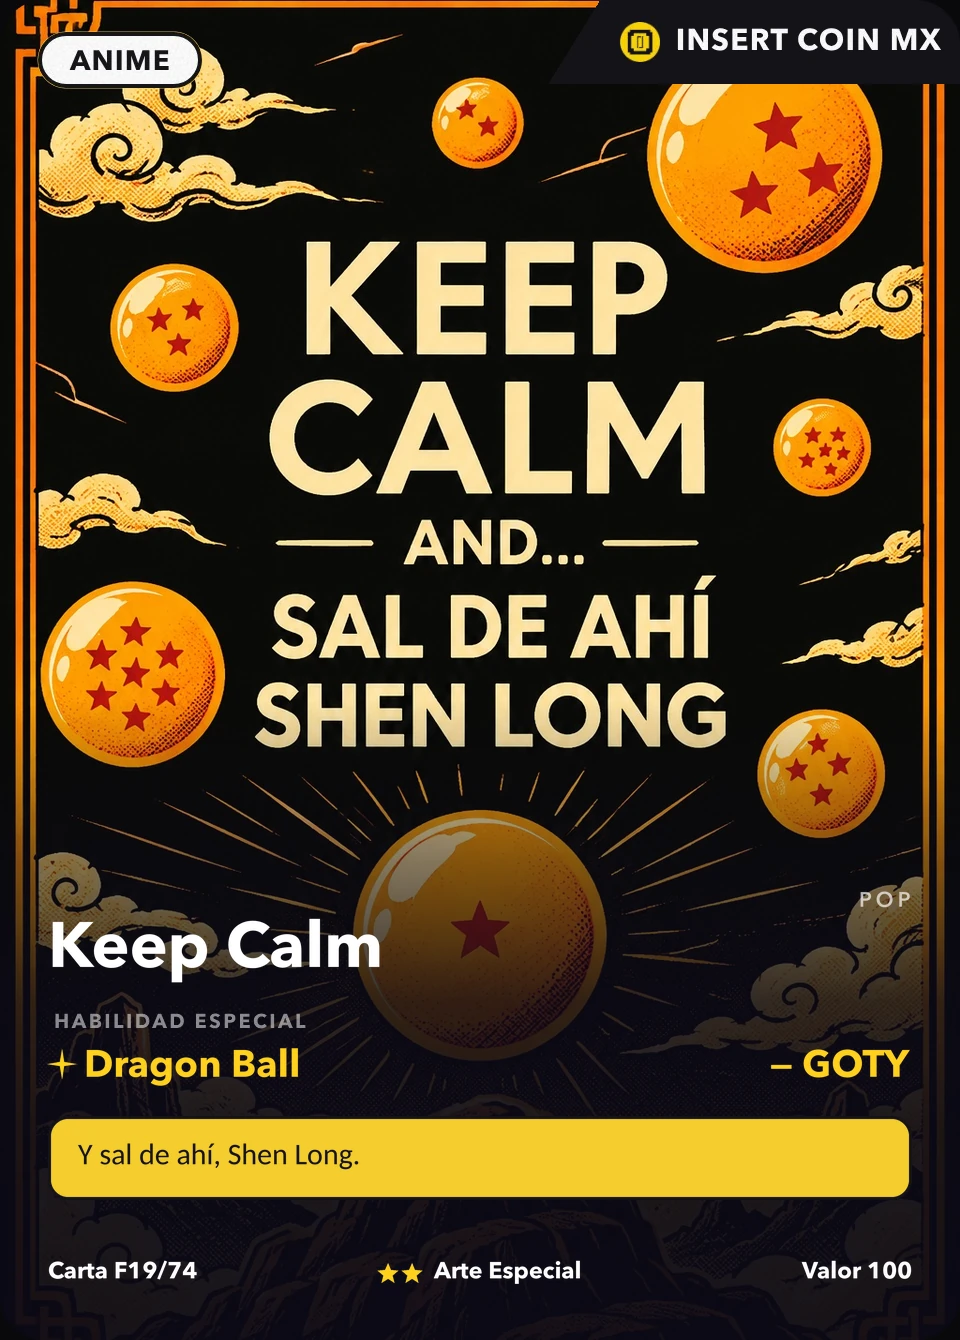 ANIME
INSERT COIN MX
KEEP
CALM
AND...
SAL DE AHÍ
SHEN LONG
POP
Keep Calm
HABILIDAD ESPECIAL
Dragon Ball
– GOTY
Y sal de ahí, Shen Long.
Carta F19/74
Arte Especial
Valor 100